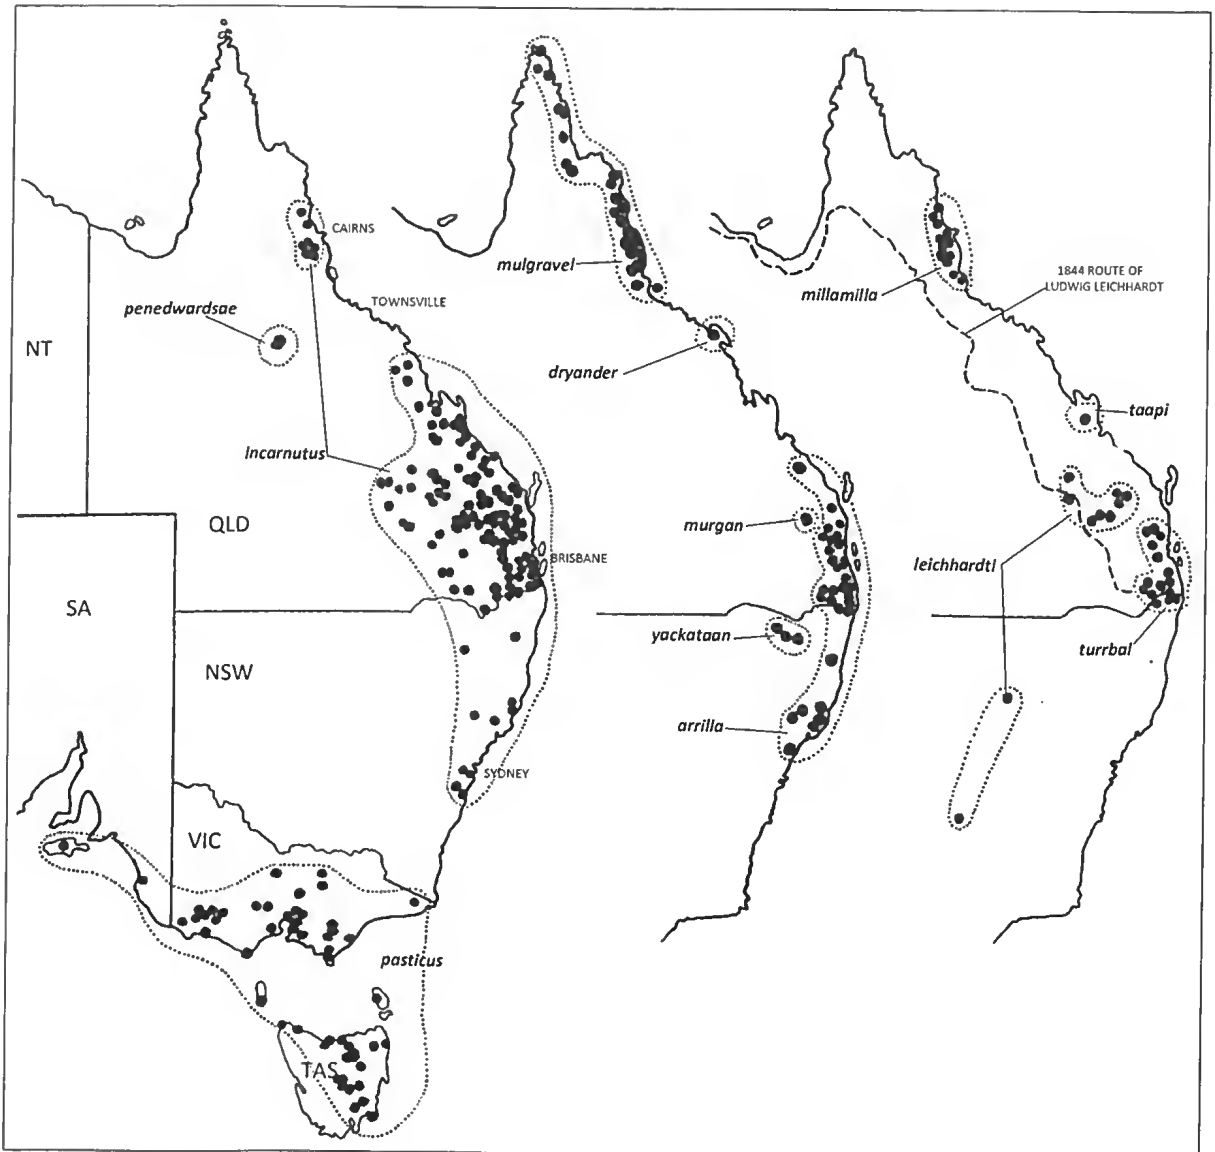 CAIRNS
mulgravel
millamilla
1844 ROUTE OF
LUDWIG LEICHHARDT
TOWNSVILLE
penedwardsae
NT
dryander
taapi
incarnutus
QLD
murgan
BRISBANE
leichhardti
SA
yackataan
turrbal
NSW
arrilla
SYDNEY
VIC
pasticus
TAS